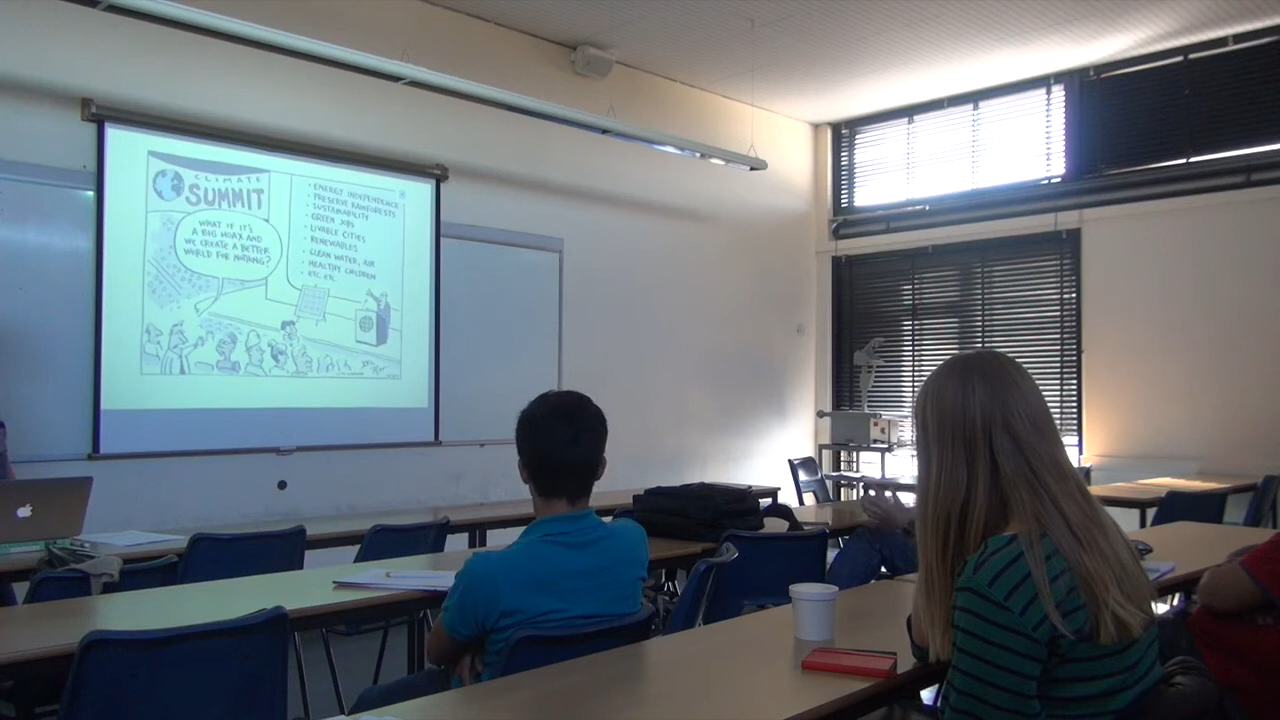 CLIMATE
SUMMIT
WHAT IF IT'S
A BIG HOAX AND
WE CREATE A BETTER
WORLD FOR NOTHING?
• ENERGY INDEPENDENCE
• PRESERVE RAINFORESTS
• SUSTAINABILITY
• GREEN JOBS
• LIVABLE CITIES
• RENEWABLES
• CLEAN WATER, AIR
• HEALTHY CHILDREN
• ETC. ETC.